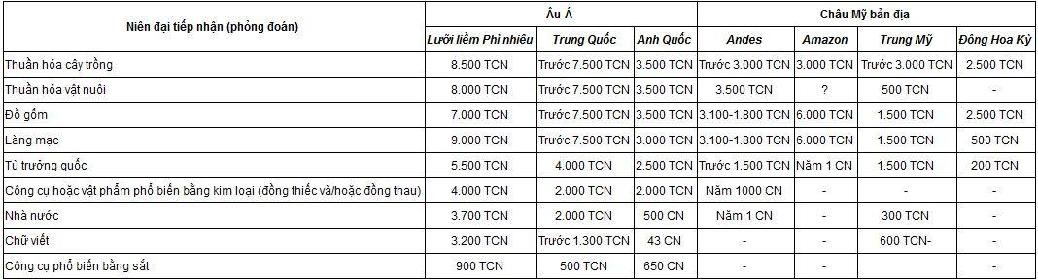 Niên đại tiếp nhận (phỏng đoán) Âu Á Châu Mỹ bản địa
Lưỡi liềm Phì nhiêu Trung Quốc Anh Quốc Andes Amazon Trung Mỹ Đông Hoa Kỳ
Thuần hóa cây trồng 8.500 TCN Trước 7.500 TCN 3.500 TCN Trước 3.000 TCN 3.000 TCN Trước 3.000 TCN 2.500 TCN
Thuần hóa vật nuôi 8.000 TCN Trước 7.500 TCN 3.500 TCN 3.500 TCN ? 500 TCN -
Đồ gốm 7.000 TCN Trước 7.500 TCN 3.500 TCN 3.100-1.300 TCN 6.000 TCN 1.500 TCN 2.500 TCN
Làng mạc 9.000 TCN Trước 7.500 TCN 3.000 TCN 3.100-1.300 TCN 6.000 TCN 1.500 TCN 500 TCN
Tù trưởng quốc 5.500 TCN 4.000 TCN 2.500 TCN Trước 1.500 TCN Năm 1 CN 1.500 TCN 200 TCN
Công cụ hoặc vật phẩm phổ biến bằng kim loại (đồng thiếc và/hoặc đồng thau) 4.000 TCN 2.000 TCN 2.000 TCN Năm 1000 CN - - -
Nhà nước 3.700 TCN 2.000 TCN 500 CN Năm 1 CN - 300 TCN -
Chữ viết 3.200 TCN Trước 1.300 TCN 43 CN - - 600 TCN- -
Công cụ phổ biến bằng sắt 900 TCN 500 TCN 650 CN - - - -